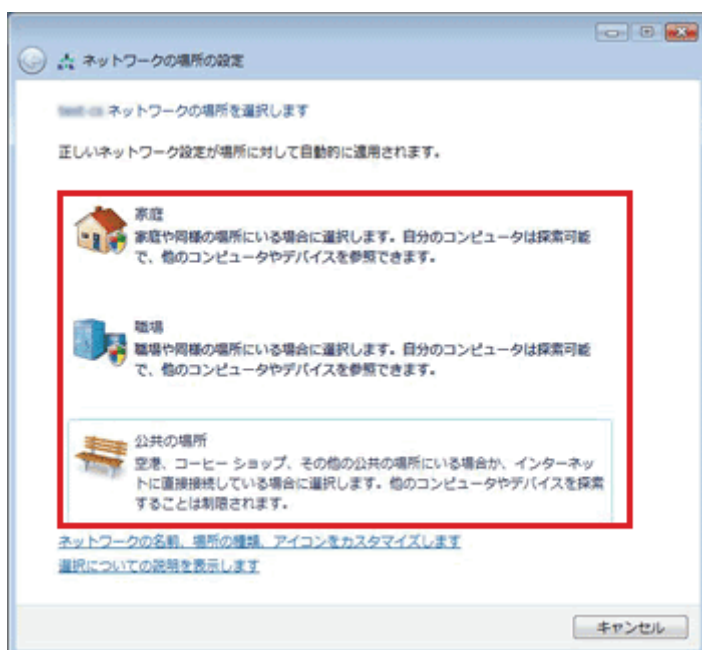 ネットワークの場所の設定
ネットワークの場所を選択します
正しいネットワーク設定が場所に対して自動的に適用されます。
家庭
家庭や同様の場所にいる場合に選択します。自分のコンピュータは探索可能
で、他のコンピュータやデバイスを参照できます。
職場
職場や同様の場所にいる場合に選択します。自分のコンピュータは探索可能
で、他のコンピュータやデバイスを参照できます。
公共の場所
空港、コーヒー ショップ、その他の公共の場所にいる場合か、インターネッ
トに直接接続している場合に選択します。他のコンピュータやデバイスを探索
することは制限されます。
ネットワークの名前、場所の種類、アイコンをカスタマイズします
選択についての説明を表示します
キャンセル